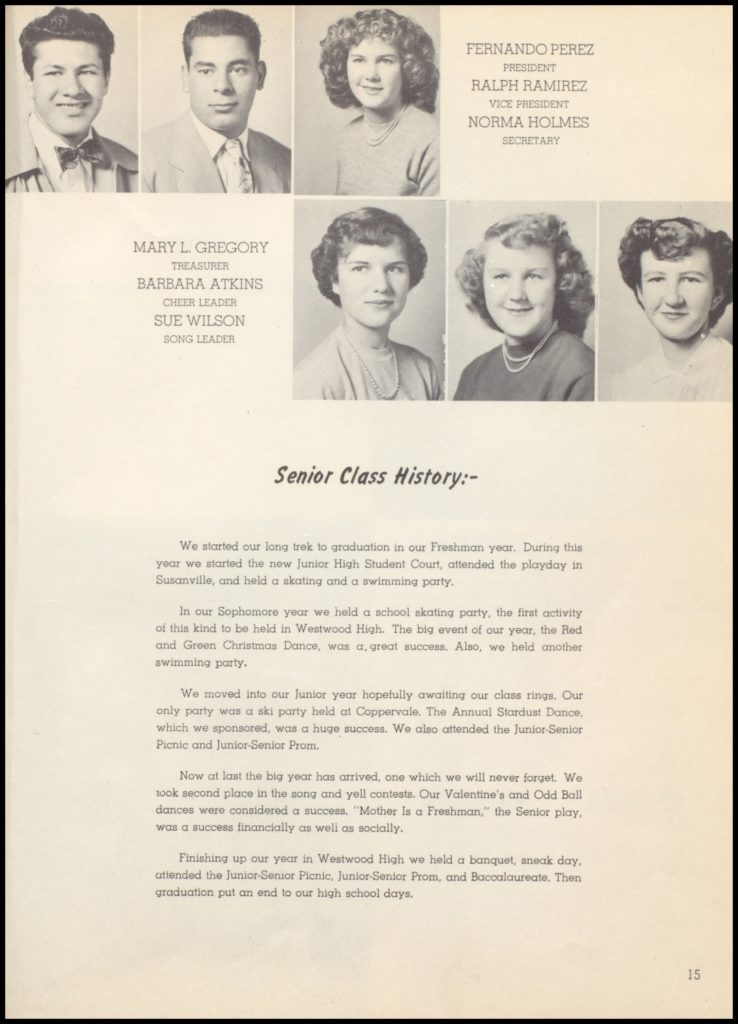 FERNANDO PEREZ
PRESIDENT
RALPH RAMIREZ
VICE PRESIDENT
NORMA HOLMES
SECRETARY
MARY L. GREGORY
TREASURER
BARBARA ATKINS
CHEER LEADER
SUE WILSON
SONG LEADER
Senior Class History:-
We started our long trek to graduation in our Freshman year. During this
year we started the new Junior High Student Court, attended the playday in
Susanville, and held a skating and a swimming party.
In our Sophomore year we held a school skating party, the first activity
of this kind to be held in Westwood High. The big event of our year, the Red
and Green Christmas Dance, was a great success. Also, we held another
swimming party.
We moved into our Junior year hopefully awaiting our class rings. Our
only party was a ski party held at Coppervale. The Annual Stardust Dance,
which we sponsored, was a huge success. We also attended the Junior-Senior
Picnic and Junior-Senior Prom.
Now at last the big year has arrived, one which we will never forget. We
took second place in the song and yell contests. Our Valentine's and Odd Ball
dances were considered a success. "Mother Is a Freshman," the Senior play,
was a success financially as well as socially.
Finishing up our year in Westwood High we held a banquet, sneak day,
attended the Junior-Senior Picnic, Junior-Senior Prom, and Baccalaureate. Then
graduation put an end to our high school days.
15